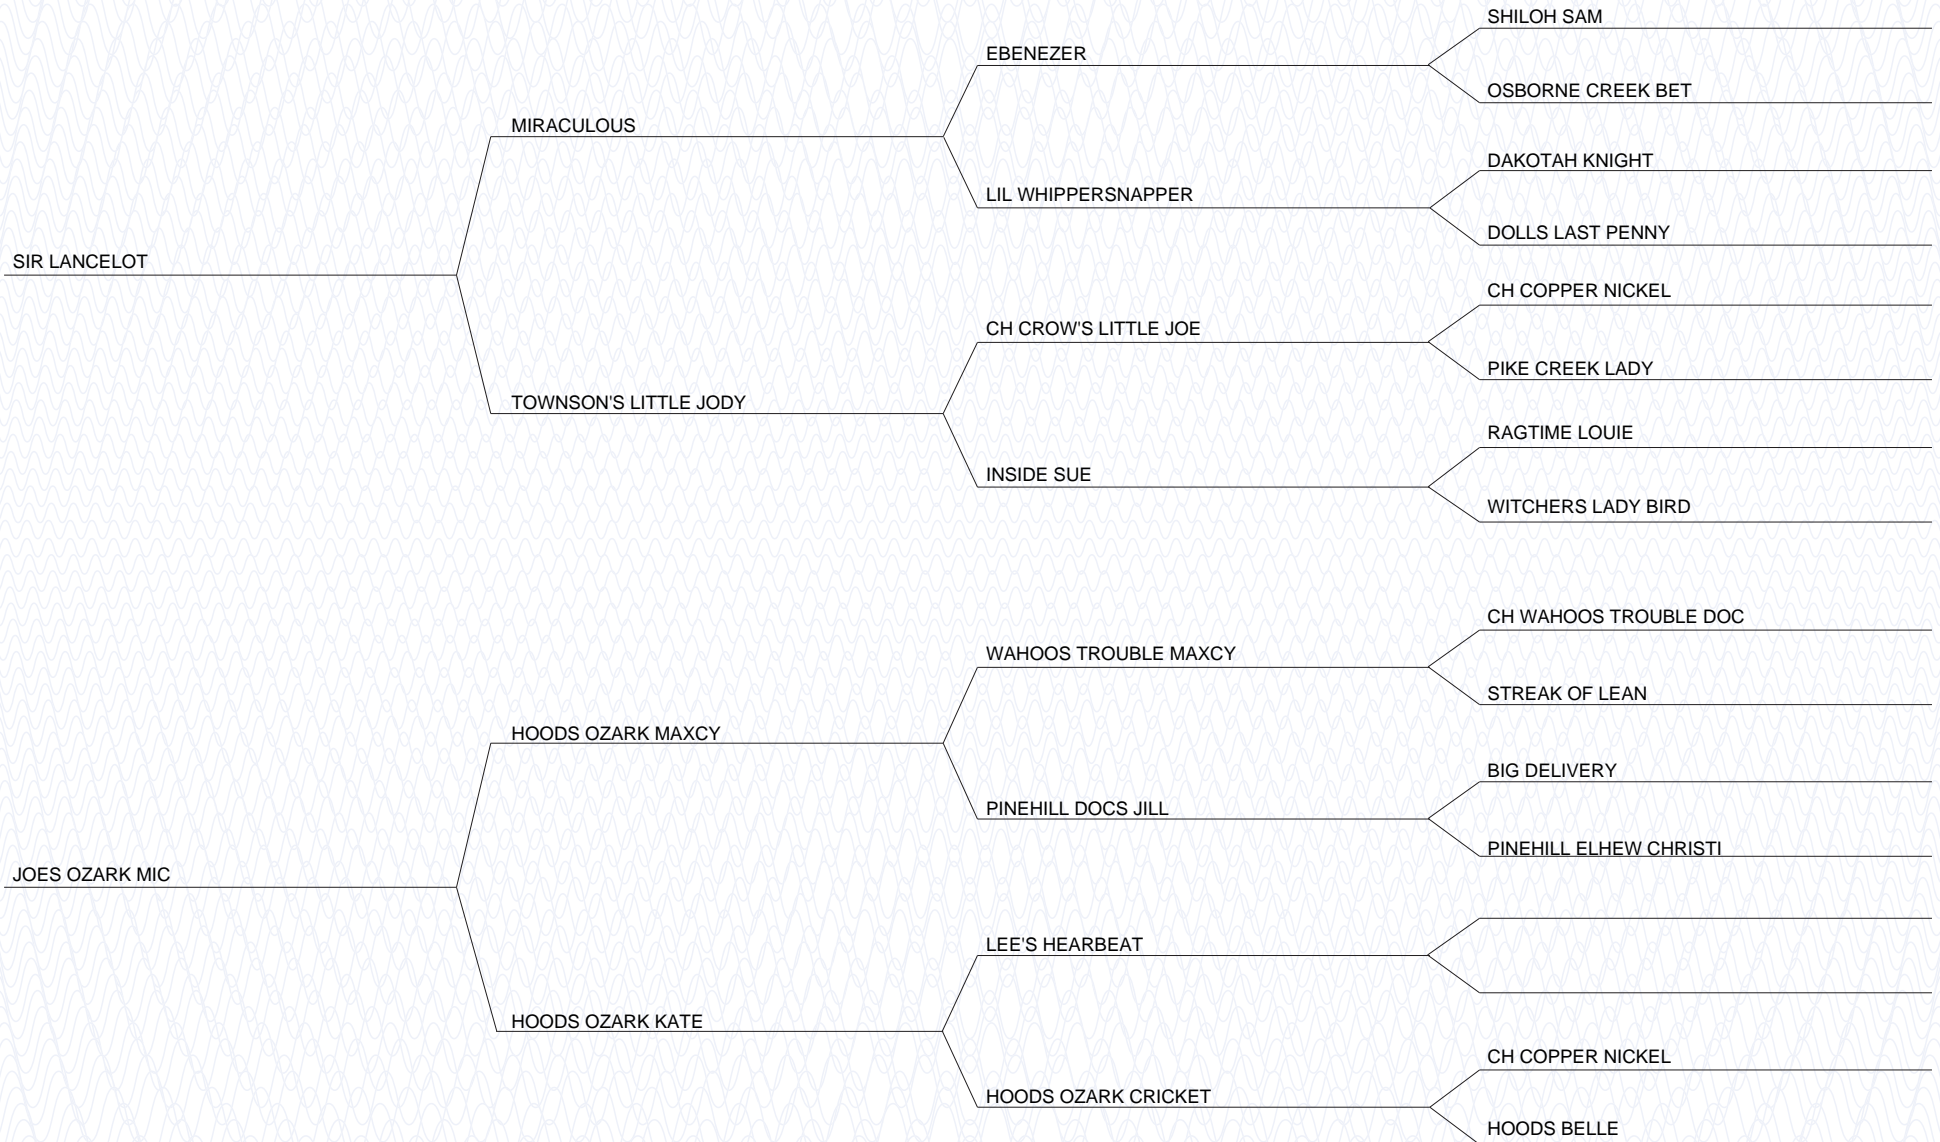 SHILOH SAM
EBENEZER
OSBORNE CREEK BET
MIRACULOUS
DAKOTAH KNIGHT
LIL WHIPPERSNAPPER
DOLLS LAST PENNY
SIR LANCELOT
CH COPPER NICKEL
CH CROW'S LITTLE JOE
PIKE CREEK LADY
TOWNSON'S LITTLE JODY
RAGTIME LOUIE
INSIDE SUE
WITCHERS LADY BIRD
CH WAHOOS TROUBLE DOC
WAHOOS TROUBLE MAXCY
STREAK OF LEAN
HOODS OZARK MAXCY
BIG DELIVERY
PINEHILL DOCS JILL
PINEHILL ELHEW CHRISTI
JOES OZARK MIC
LEE'S HEARBEAT
HOODS OZARK KATE
CH COPPER NICKEL
HOODS OZARK CRICKET
HOODS BELLE